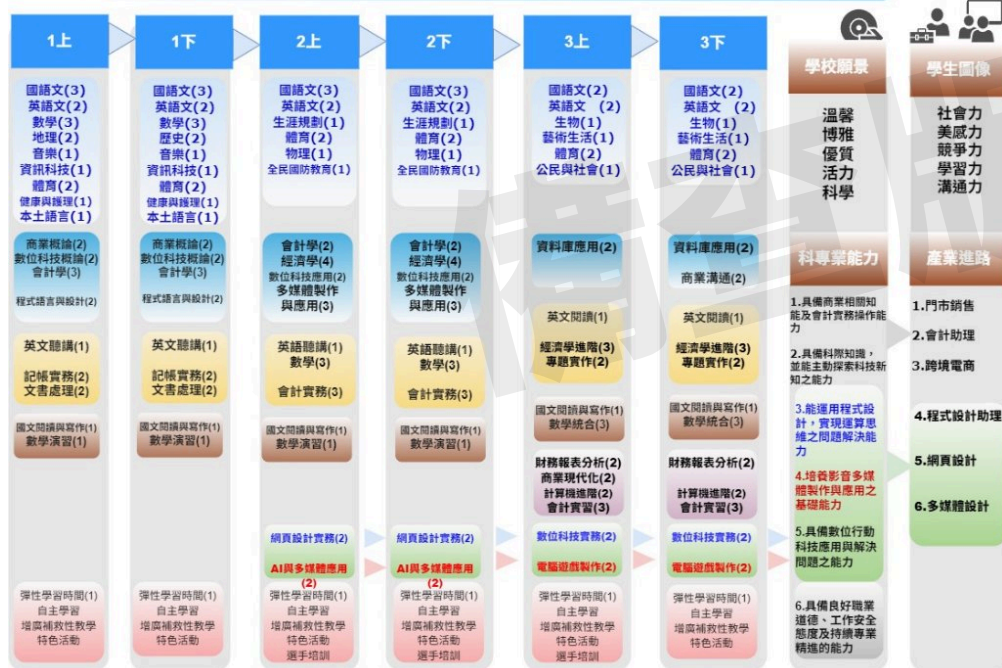 1上
1下
2上
2下
3上
3下
學校願景
學生圖像
國語文(3)
英語文(2)
數學(3)
地理(2)
音樂(1)
資訊科技(1)
體育(2)
健康與護理(1)
本土語言(1)
國語文(3)
英語文(2)
數學(3)
歷史(2)
音樂(1)
資訊科技(1)
體育(2)
健康與護理(1)
本土語言(1)
國語文(3)
英語文(2)
生涯規劃(1)
體育(2)
物理(1)
全民國防教育(1)
國語文(3)
英語文(2)
生涯規劃(1)
體育(2)
物理(1)
全民國防教育(1)
國語文(2)
英語文 (2)
生物(1)
藝術生活(1)
體育(2)
公民與社會(1)
國語文(2)
英語文 (2)
生物(1)
藝術生活(1)
體育(2)
公民與社會(1)
溫馨
博雅
優質
活力
科學
社會力
美感力
競爭力
學習力
溝通力
商業概論(2)
數位科技概論(2)
會計學(3)
程式語言與設計(2)
商業概論(2)
數位科技概論(2)
會計學(3)
程式語言與設計(2)
會計學(2)
經濟學(4)
數位科技應用(2)
多媒體製作
與應用(3)
會計學(2)
經濟學(4)
數位科技應用(2)
多媒體製作
與應用(3)
資料庫應用(2)
資料庫應用(2)
商業溝通(2)
科專業能力
產業進路
英文聽講(1)
記帳實務(2)
文書處理(2)
英文聽講(1)
記帳實務(2)
文書處理(2)
英語聽講(1)
數學(3)
會計實務(3)
英語聽講(1)
數學(3)
會計實務(3)
英文閱讀(1)
經濟學進階(3)
專題實作(2)
英文閱讀(1)
經濟學進階(3)
專題實作(2)
國文閱讀與寫作(1)
數學演習(1)
國文閱讀與寫作(1)
數學演習(1)
國文閱讀與寫作(1)
數學演習(1)
國文閱讀與寫作(1)
數學演習(1)
國文閱讀與寫作(1)
數學統合(3)
國文閱讀與寫作(1)
數學統合(3)
財務報表分析(2)
商業現代化(2)
計算機進階(2)
會計實習(3)
財務報表分析(2)
計算機進階(2)
會計實習(3)
網頁設計實務(2)
AI與多媒體應用
(2)
網頁設計實務(2)
AI與多媒體應用
(2)
數位科技實務(2)
電腦遊戲製作(2)
數位科技實務(2)
電腦遊戲製作(2)
彈性學習時間(1)
自主學習
增廣補救性教學
特色活動
彈性學習時間(1)
自主學習
增廣補救性教學
特色活動
彈性學習時間(1)
自主學習
增廣補救性教學
特色活動
選手培訓
彈性學習時間(1)
自主學習
增廣補救性教學
特色活動
選手培訓
彈性學習時間(1)
自主學習
增廣補救性教學
特色活動
選手培訓
彈性學習時間(1)
自主學習
增廣補救性教學
特色活動
1.具備商業相關知
能及會計實務操作能
力
2.具備科際知識，
並能主動探索科技新
知之能力
3.能運用程式設
計，實現運算思
維之問題解決能
力
4.培養影音多媒
體製作與應用之
基礎能力
5.具備數位行動
科技應用與解決
問題之能力
6.具備良好職業
道德、工作安全
態度及持續專業
精進的能力
1.門市銷售
2.會計助理
3.跨境電商
4.程式設計助理
5.網頁設計
6.多媒體設計
備查版